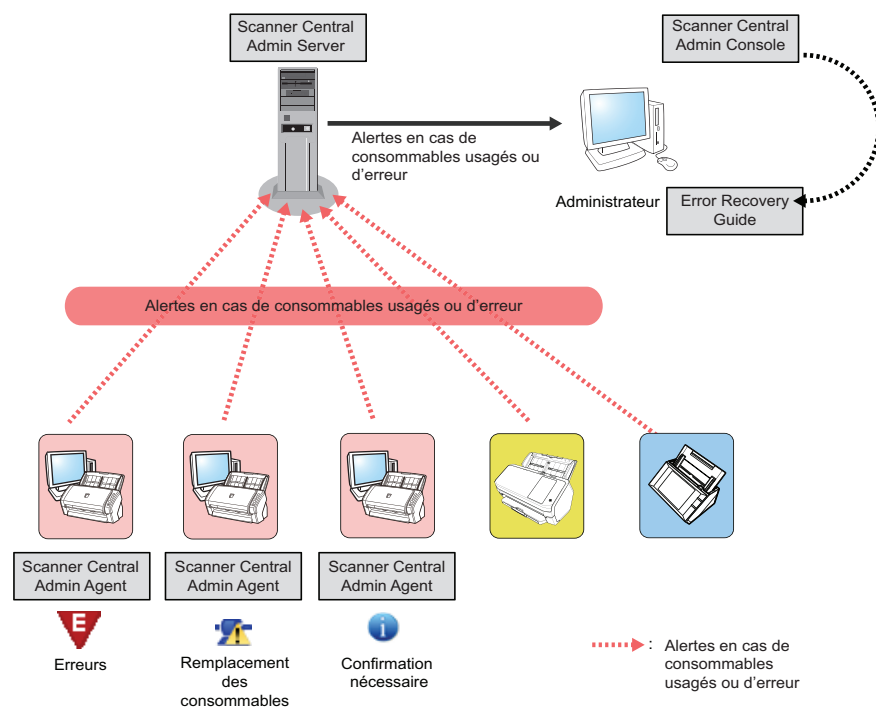 Scanner Central
Admin Server
Scanner Central
Admin Console
Alertes en cas de
consommables usagés ou
d'erreur
Administrateur
Error Recovery
Guide
Alertes en cas de consommables usagés ou d'erreur
Scanner Central
Admin Agent
Scanner Central
Admin Agent
Scanner Central
Admin Agent
E
Erreurs
Remplacement
des
consommables
i
Confirmation
nécessaire
: Alertes en cas de
consommables
usagés ou d'erreur